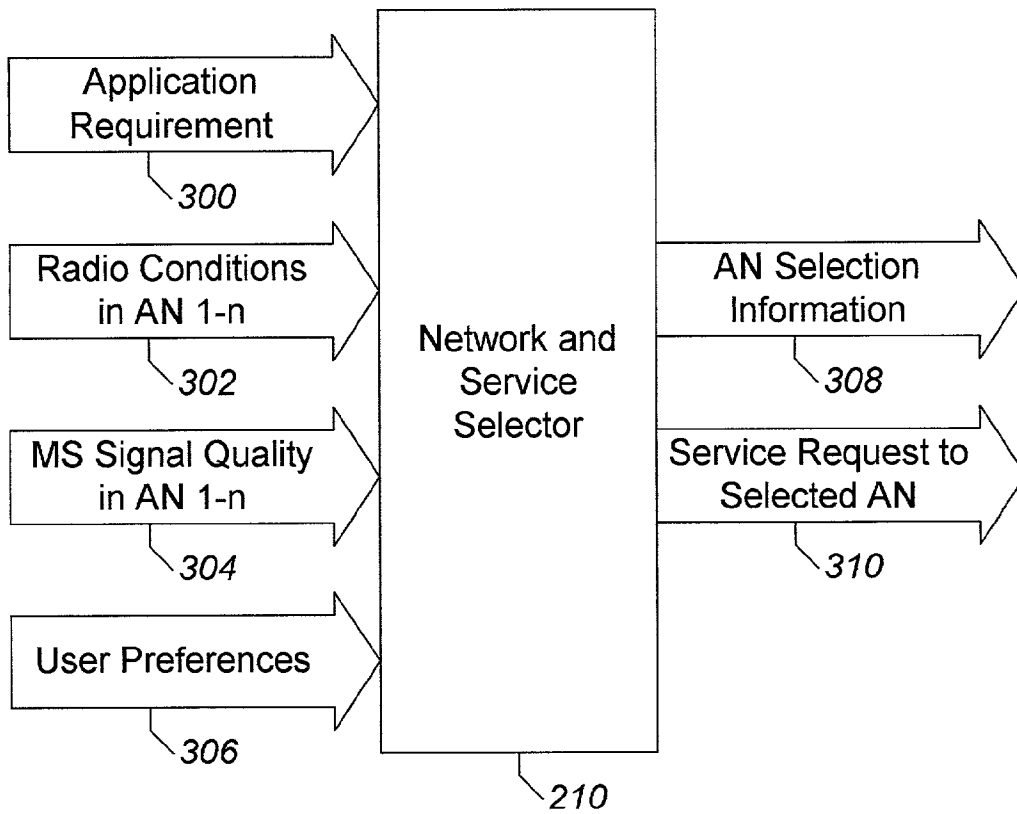 Application
Requirement
300
Radio Conditions
in AN 1-n
302
MS Signal Quality
in AN 1-n
304
User Preferences
306
Network and
Service
Selector
210
AN Selection
Information
308
Service Request to
Selected AN
310